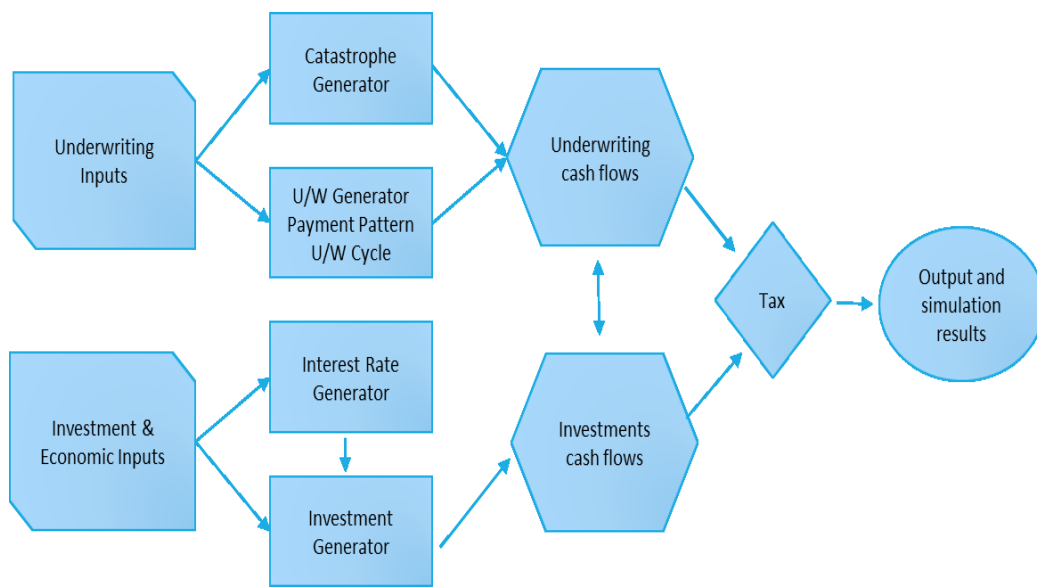 Underwriting
Inputs
Catastrophe
Generator
U/W Generator
Payment Pattern
U/W Cycle
Underwriting
cash flows
Investment &
Economic Inputs
Interest Rate
Generator
Investment
Generator
Investments
cash flows
Tax
Output and
simulation
results